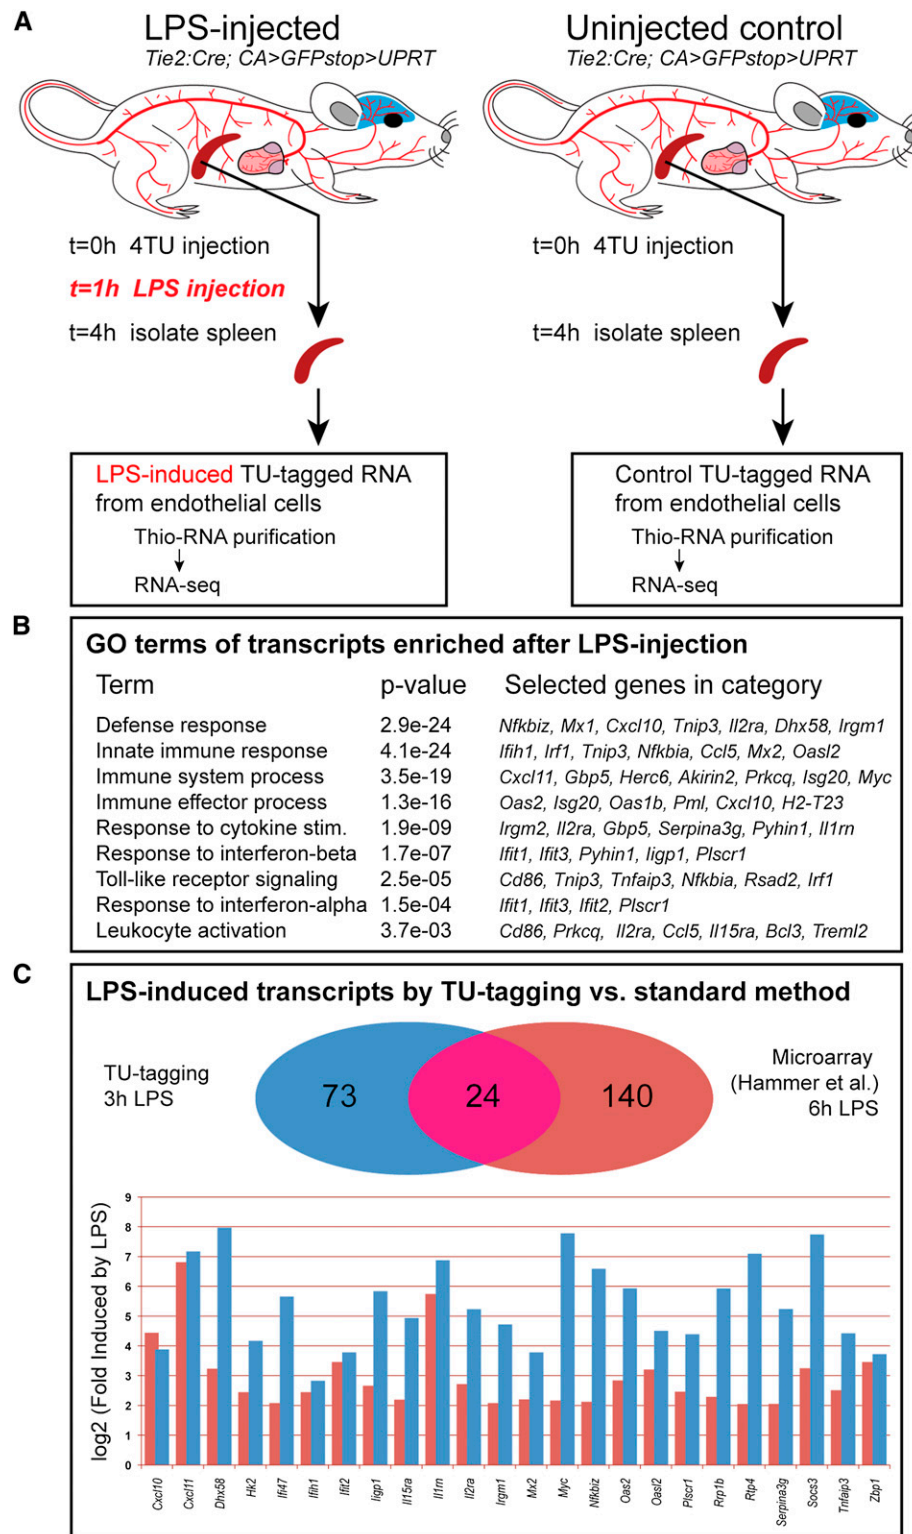 A
LPS-injected
Tie2:Cre; CA>GFPstop>UPRT
t=0h 4TU injection
t=1h LPS injection
t=4h isolate spleen
LPS-induced TU-tagged RNA
from endothelial cells
Thio-RNA purification
RNA-seq
Uninjected control
Tie2:Cre; CA>GFPstop>UPRT
t=0h 4TU injection
t=4h isolate spleen
Control TU-tagged RNA
from endothelial cells
Thio-RNA purification
RNA-seq
B
GO terms of transcripts enriched after LPS-injection
Term p-value Selected genes in category
Defense response 2.9e-24 Nfkbiz, Mx1, Cxcl10, Tnip3, Il2ra, Dhx58, Irgm1
Innate immune response 4.1e-24 Ifih1, Irf1, Tnip3, Nfkbia, Ccl5, Mx2, Oasl2
Immune system process 3.5e-19 Cxcl11, Gbp5, Herc6, Akirin2, Prkcq, Isg20, Myc
Immune effector process 1.3e-16 Oas2, Isg20, Oas1b, Pml, Cxcl10, H2-T23
Response to cytokine stim. 1.9e-09 Irgm2, Il2ra, Gbp5, Serpina3g, Pyhin1, Il1rn
Response to interferon-beta 1.7e-07 Ifit1, Ifit3, Pyhin1, Iigp1, Plscr1
Toll-like receptor signaling 2.5e-05 Cd86, Tnip3, Tnfaip3, Nfkbia, Rsad2, Irf1
Response to interferon-alpha 1.5e-04 Ifit1, Ifit3, Ifit2, Plscr1
Leukocyte activation 3.7e-03 Cd86, Prkcq, Il2ra, Ccl5, Il15ra, Bcl3, Treml2
C
LPS-induced transcripts by TU-tagging vs. standard method
TU-tagging
3h LPS
73
24
140
Microarray
(Hammer et al.)
6h LPS
log2 (Fold Induced by LPS)
9
8
7
6
5
4
3
2
1
0
Cxcl10
Cxcl11
Dhx58
Hk2
Ifi47
Ifih1
Ifit2
Iigp1
Il15ra
Il1rn
Il2ra
Irgm1
Mx2
Myc
Nfkbiz
Oas2
Oasl2
Plscr1
Rrp1b
Rtp4
Serpina3g
Socs3
Tnfaip3
Zbp1